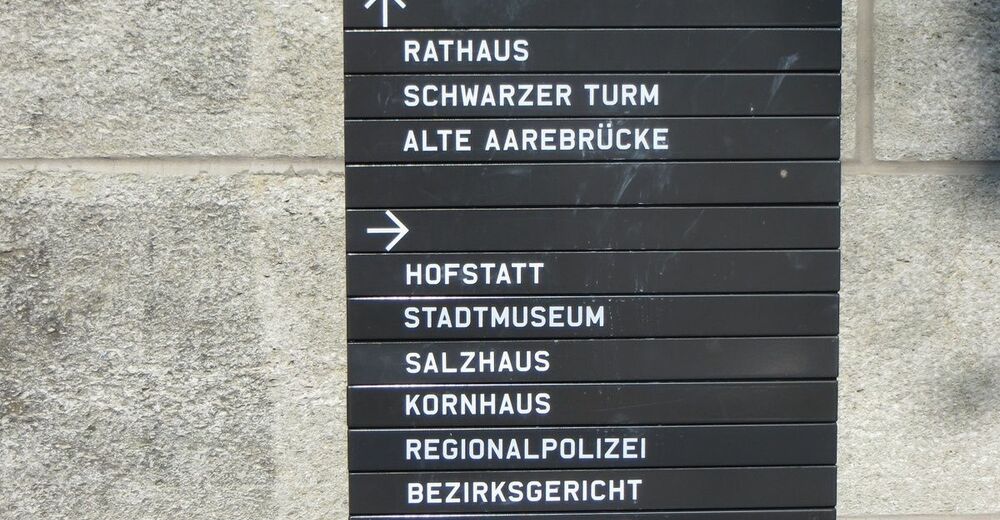 RATHAUS
SCHWARZER TURM
ALTE AAREBRÜCKE
HOFSTATT
STADTMUSEUM
SALZHAUS
KORNHAUS
REGIONALPOLIZEI
BEZIRKSGERICHT